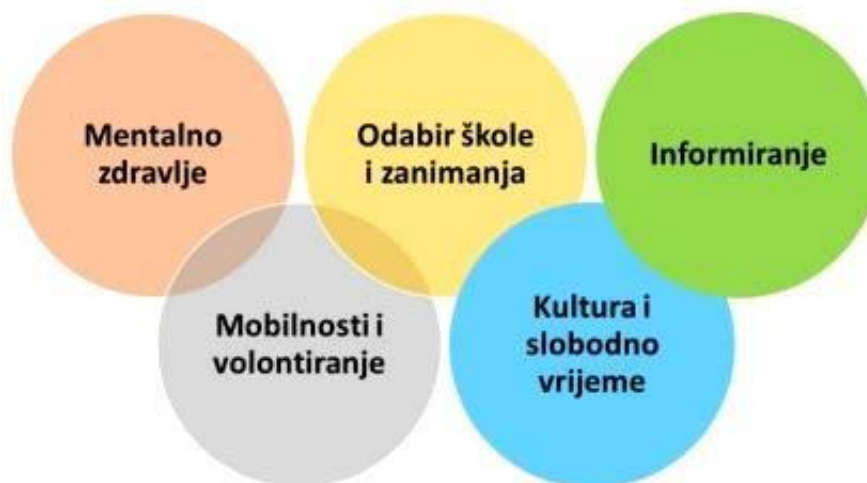 Mentalno
zdravlje
Odabir škole
i zanimanja
Informiranje
Mobilnosti i
volontiranje
Kultura i
slobodno
vrijeme